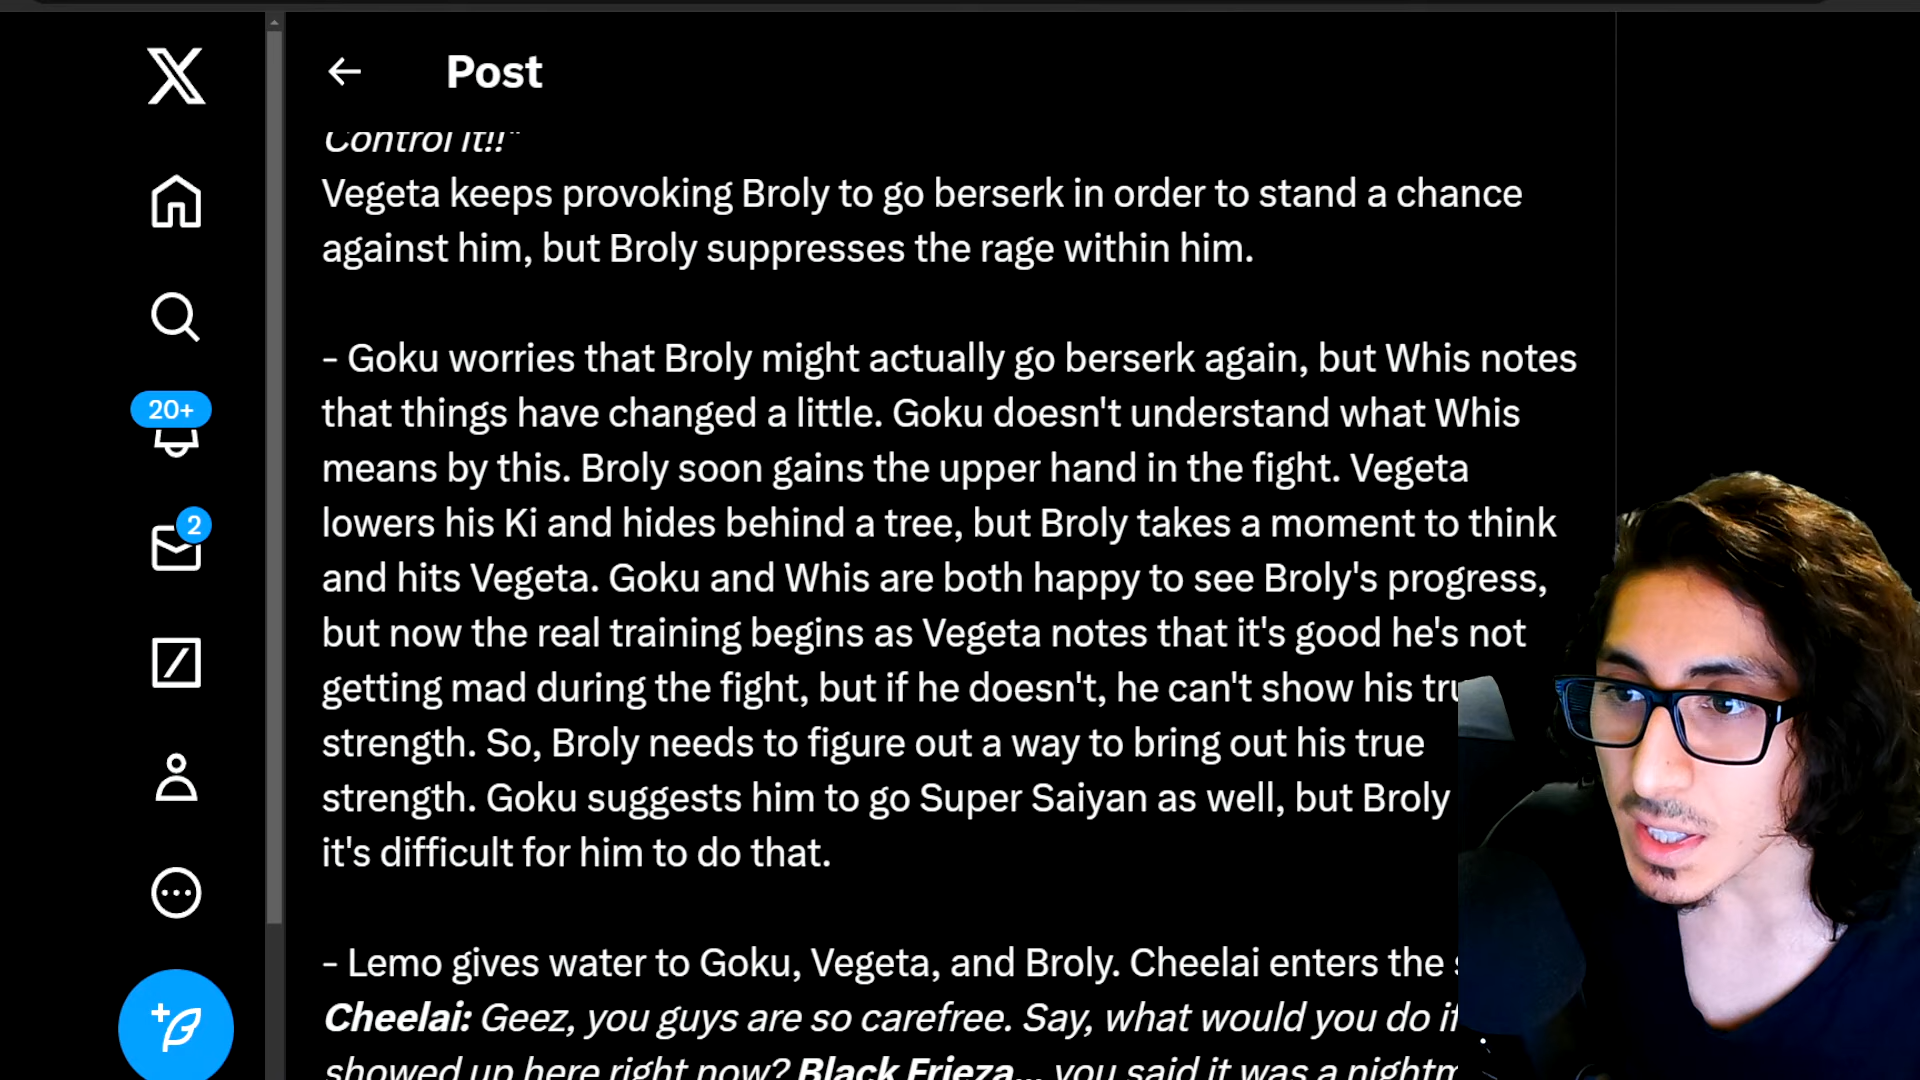 Post
Control it!!"
Vegeta keeps provoking Broly to go berserk in order to stand a chance
against him, but Broly suppresses the rage within him.
- Goku worries that Broly might actually go berserk again, but Whis notes
that things have changed a little. Goku doesn't understand what Whis
means by this. Broly soon gains the upper hand in the fight. Vegeta
lowers his Ki and hides behind a tree, but Broly takes a moment to think
and hits Vegeta. Goku and Whis are both happy to see Broly's progress,
but now the real training begins as Vegeta notes that it's good he's not
getting mad during the fight, but if he doesn't, he can't show his
strength. So, Broly needs to figure out a way to bring out his true
strength. Goku suggests him to go Super Saiyan as well, but Broly
it's difficult for him to do that.
- Lemo gives water to Goku, Vegeta, and Broly. Cheelai enters the
Cheelai: Geez, you guys are so carefree. Say, what would you do if
showed up here right now? Black Frieza... you said it was a
20+
2